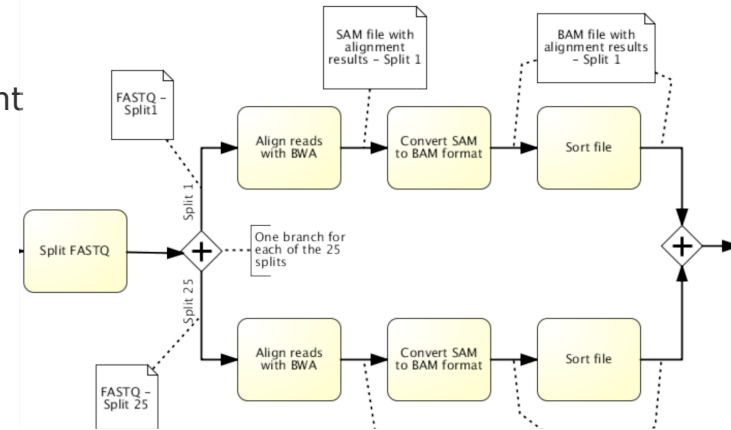 SAM file with
alignment
results - Split 1
BAM file with
alignment results
- Split 1
nt
FASTQ -
Split1
Align reads
with BWA
Convert SAM
to BAM format
Sort file
Split 1
Split FASTQ
One branch for
each of the 25
splits
Split 25
Align reads
with BWA
Convert SAM
to BAM format
Sort file
FASTQ -
Split 25